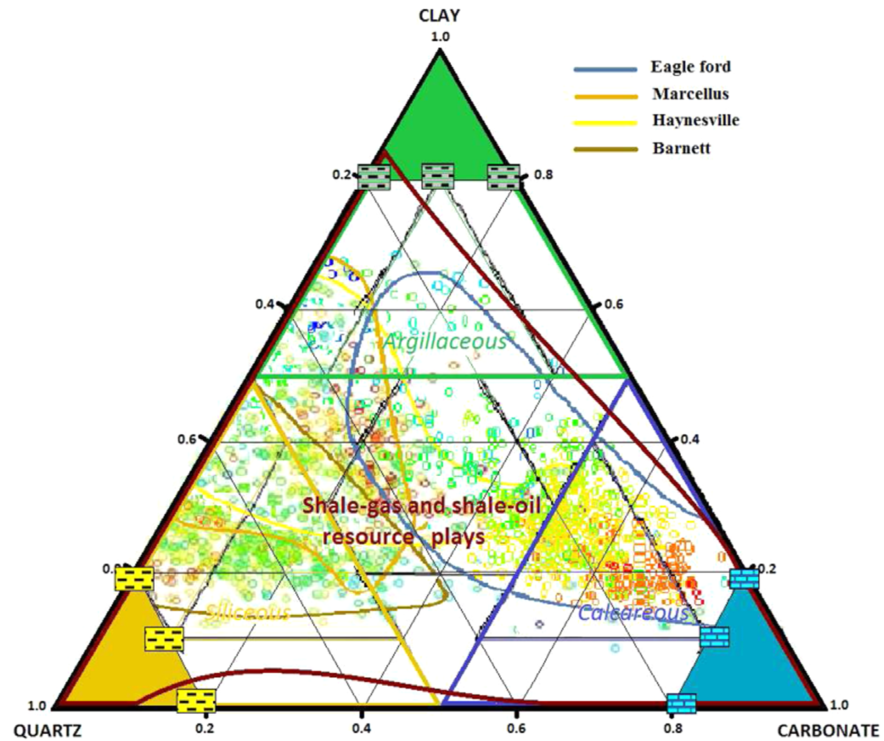 CLAY
1.0
Eagle ford
Marcellus
Haynesville
Barnett
0.2
0.8
0.4
0.6
Argillaceous
0.6
0.4
Shale-gas and shale-oil
resource plays
0.2
Siliceous
Calcareous
1.0
1.0
QUARTZ
0.2
0.4
0.6
0.8
CARBONATE